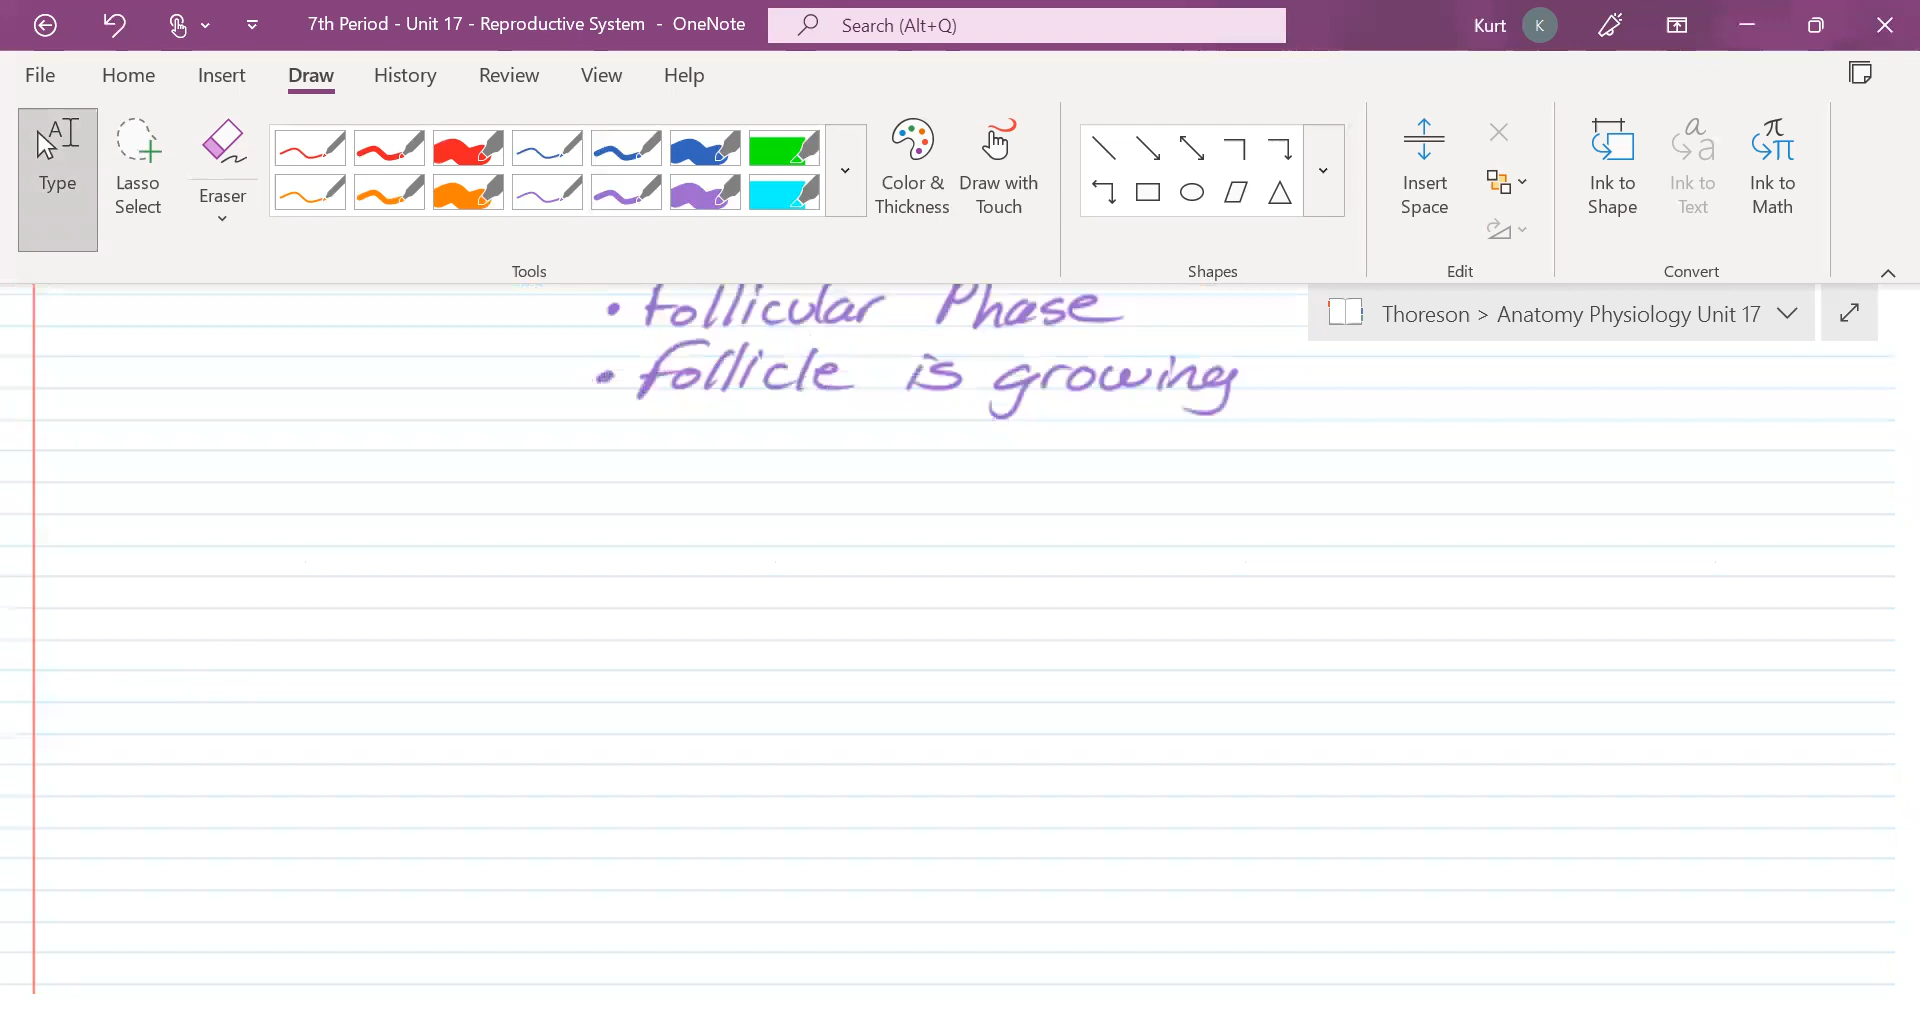 7th Period - Unit 17 - Reproductive System - OneNote
Search (Alt+Q)
Kurt
K
File Home Insert Draw History Review View Help
Type
Lasso Select
Eraser
Color & Thickness
Draw with Touch
Insert Space
Ink to Shape
Ink to Text
Ink to Math
Tools
Shapes
Edit
Convert
Thoreson > Anatomy Physiology Unit 17
• Follicular Phase
• follicle is growing